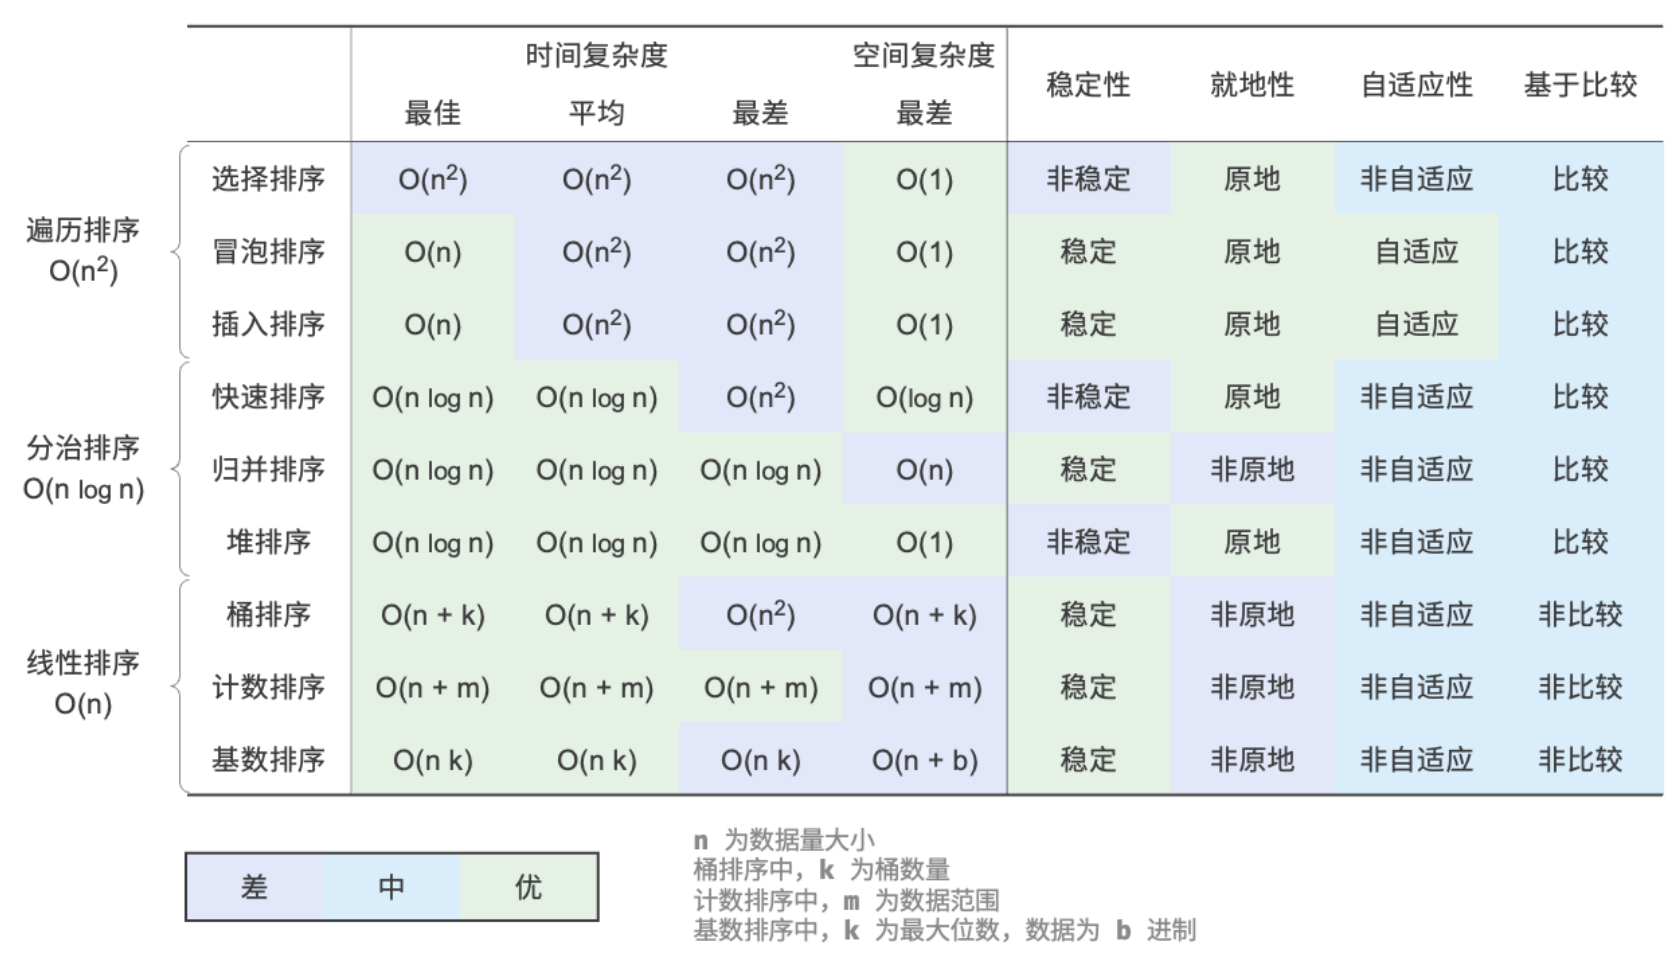 时间复杂度 空间复杂度 稳定性 就地性 自适应性 基于比较
最佳 平均 最差 最差
遍历排序
O(n²)
选择排序 O(n²) O(n²) O(n²) O(1) 非稳定 原地 非自适应 比较
冒泡排序 O(n) O(n²) O(n²) O(1) 稳定 原地 自适应 比较
插入排序 O(n) O(n²) O(n²) O(1) 稳定 原地 自适应 比较
分治排序
O(n log n)
快速排序 O(n log n) O(n log n) O(n²) O(log n) 非稳定 原地 非自适应 比较
归并排序 O(n log n) O(n log n) O(n log n) O(n) 稳定 非原地 非自适应 比较
堆排序 O(n log n) O(n log n) O(n log n) O(1) 非稳定 原地 非自适应 比较
线性排序
O(n)
桶排序 O(n + k) O(n + k) O(n²) O(n + k) 稳定 非原地 非自适应 非比较
计数排序 O(n + m) O(n + m) O(n + m) O(n + m) 稳定 非原地 非自适应 非比较
基数排序 O(n k) O(n k) O(n k) O(n + b) 稳定 非原地 非自适应 非比较
差 中 优
n 为数据量大小
桶排序中，k 为桶数量
计数排序中，m 为数据范围
基数排序中，k 为最大位数，数据为 b 进制